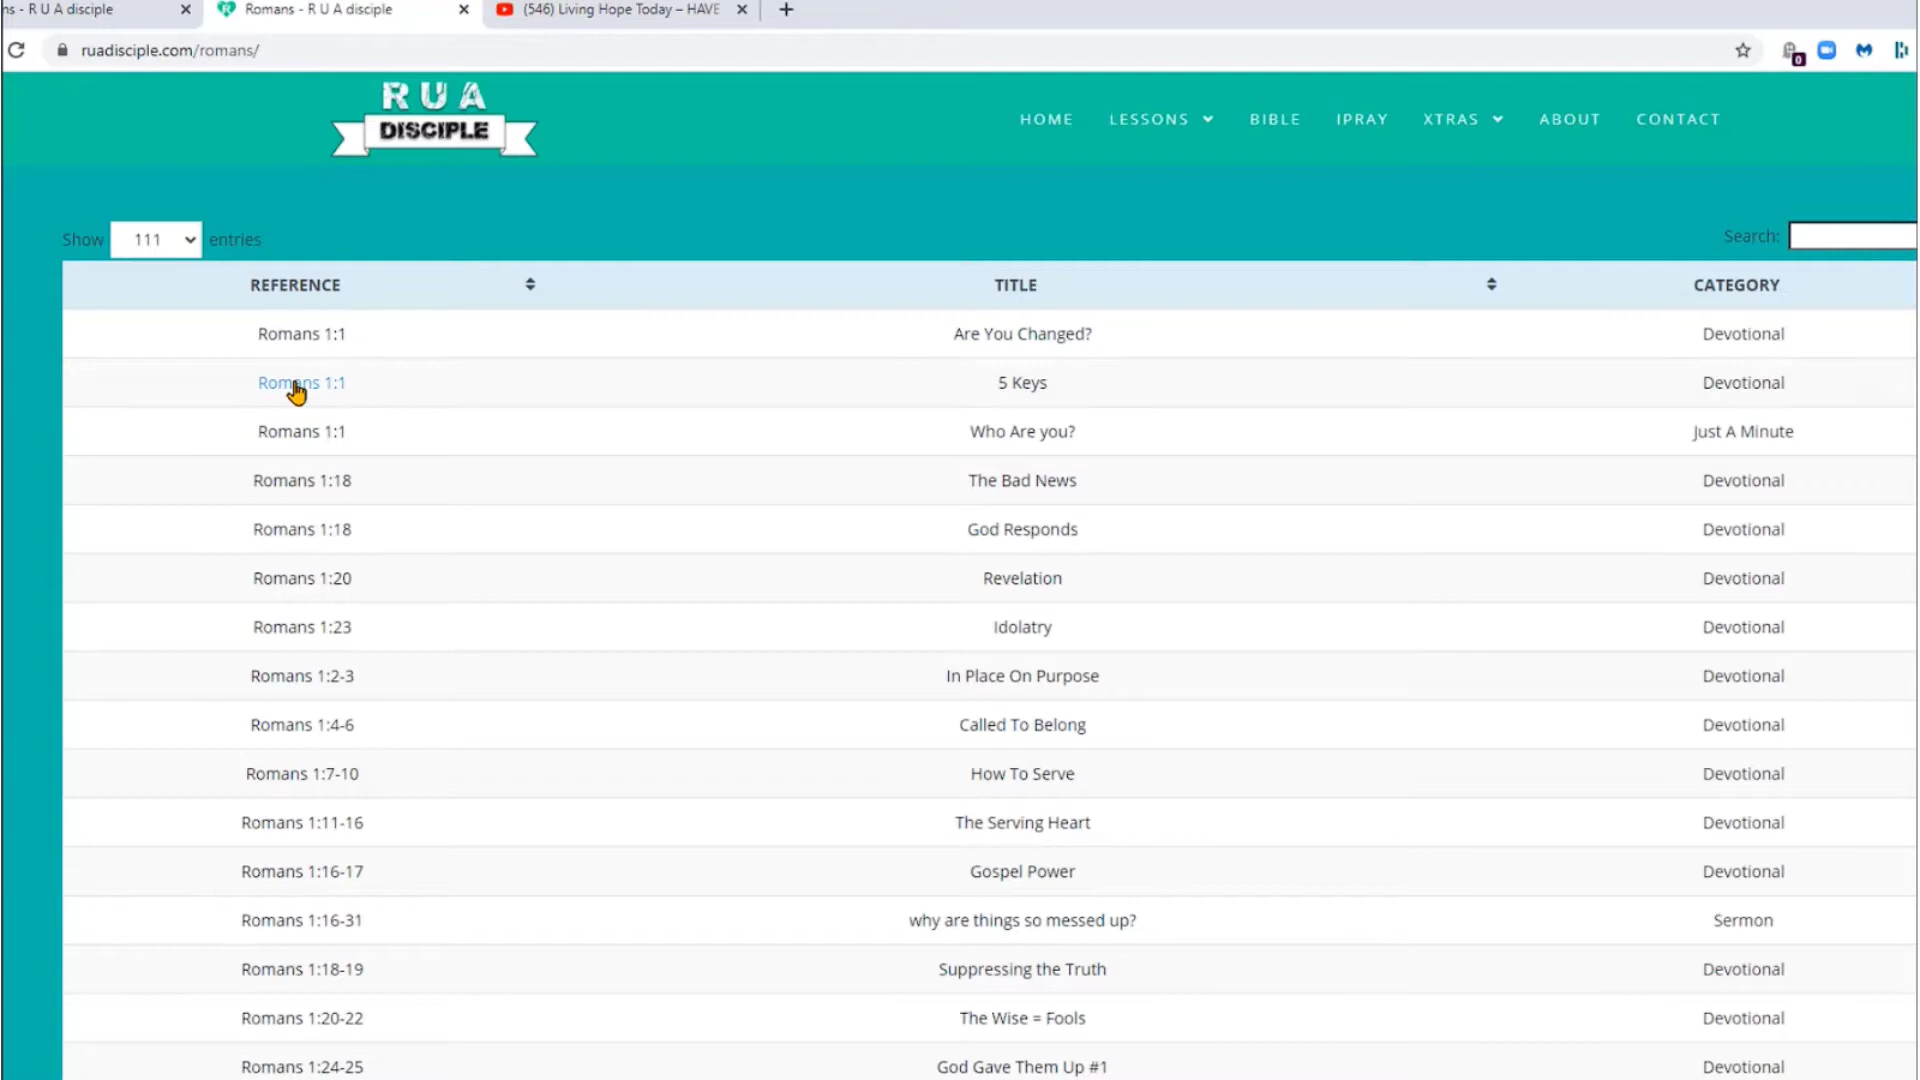 ns - R U A disciple
Romans - R U A disciple
(546) Living Hope Today – HAVE
ruadisciple.com/romans/
0
R U A
DISCIPLE
HOME LESSONS BIBLE IPRAY XTRAS ABOUT CONTACT
Show 111 entries
Search:
REFERENCE TITLE CATEGORY
Romans 1:1 Are You Changed? Devotional
Romans 1:1 5 Keys Devotional
Romans 1:1 Who Are you? Just A Minute
Romans 1:18 The Bad News Devotional
Romans 1:18 God Responds Devotional
Romans 1:20 Revelation Devotional
Romans 1:23 Idolatry Devotional
Romans 1:2-3 In Place On Purpose Devotional
Romans 1:4-6 Called To Belong Devotional
Romans 1:7-10 How To Serve Devotional
Romans 1:11-16 The Serving Heart Devotional
Romans 1:16-17 Gospel Power Devotional
Romans 1:16-31 why are things so messed up? Sermon
Romans 1:18-19 Suppressing the Truth Devotional
Romans 1:20-22 The Wise = Fools Devotional
Romans 1:24-25 God Gave Them Up #1 Devotional